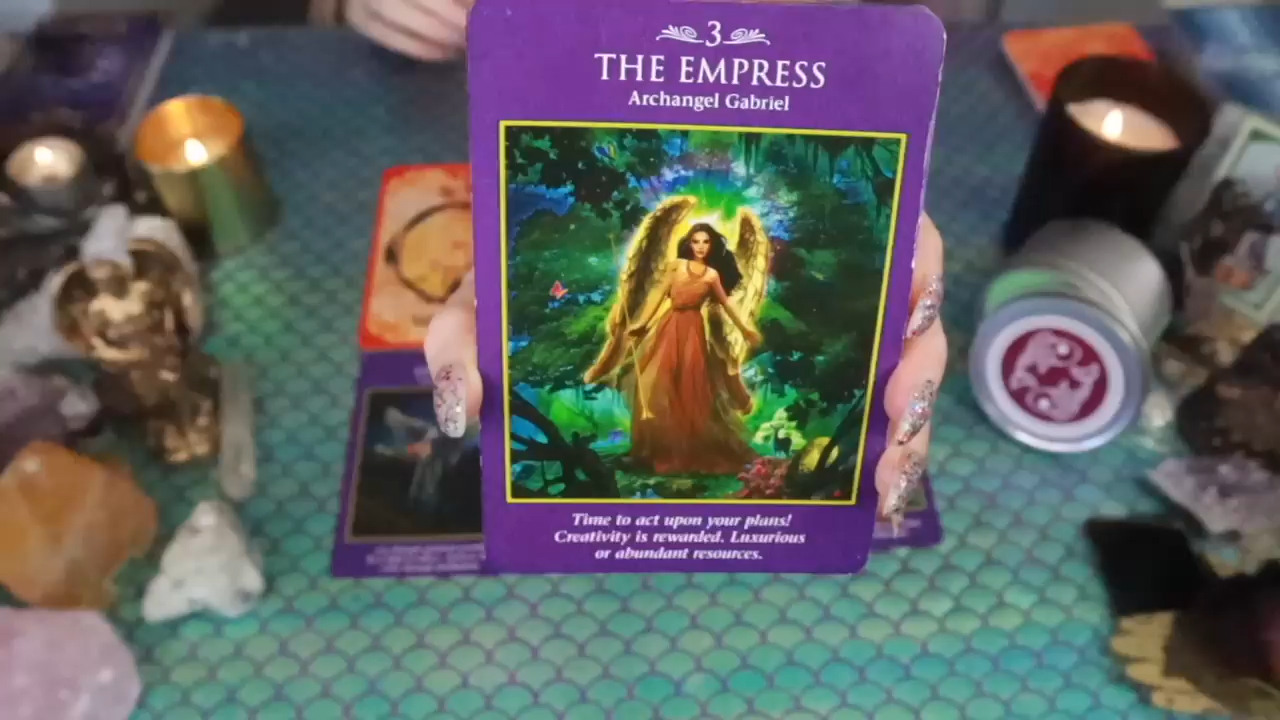 3
THE EMPRESS
Archangel Gabriel
Time to act upon your plans!
Creativity is rewarded. Luxurious
or abundant resources.